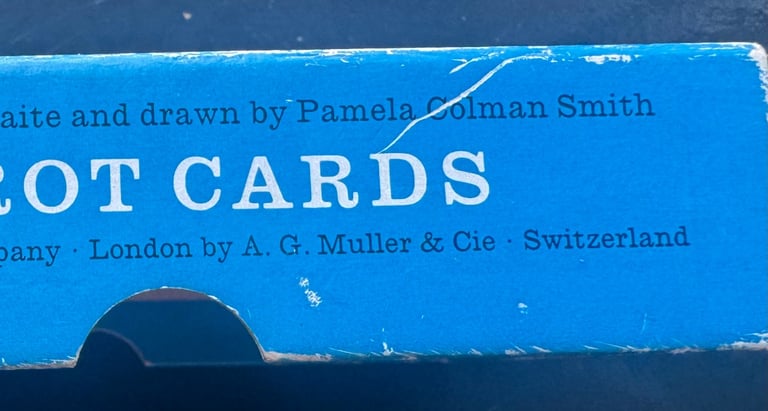 aite and drawn by Pamela Colman Smith
ROT CARDS
pany · London by A. G. Muller & Cie · Switzerland